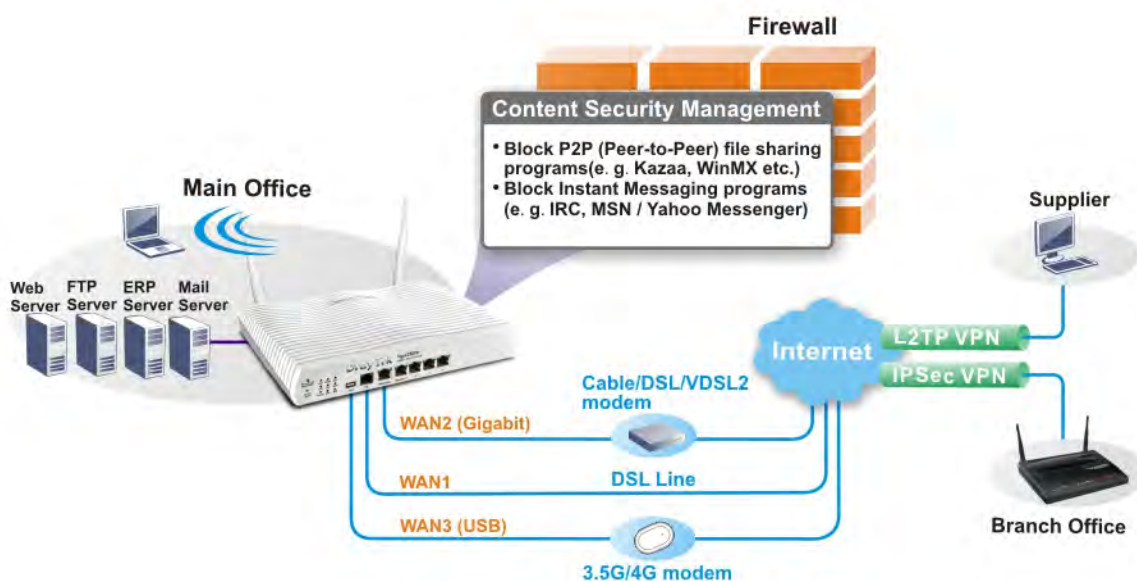 Firewall
Content Security Management
• Block P2P (Peer-to-Peer) file sharing
programs(e. g. Kazaa, WinMX etc.)
• Block Instant Messaging programs
(e. g. IRC, MSN / Yahoo Messenger)
Main Office
Web
Server
FTP
Server
ERP
Server
Mail
Server
Supplier
Internet
L2TP VPN
IPSec VPN
Cable/DSL/VDSL2
modem
WAN2 (Gigabit)
WAN1
DSL Line
WAN3 (USB)
3.5G/4G modem
Branch Office